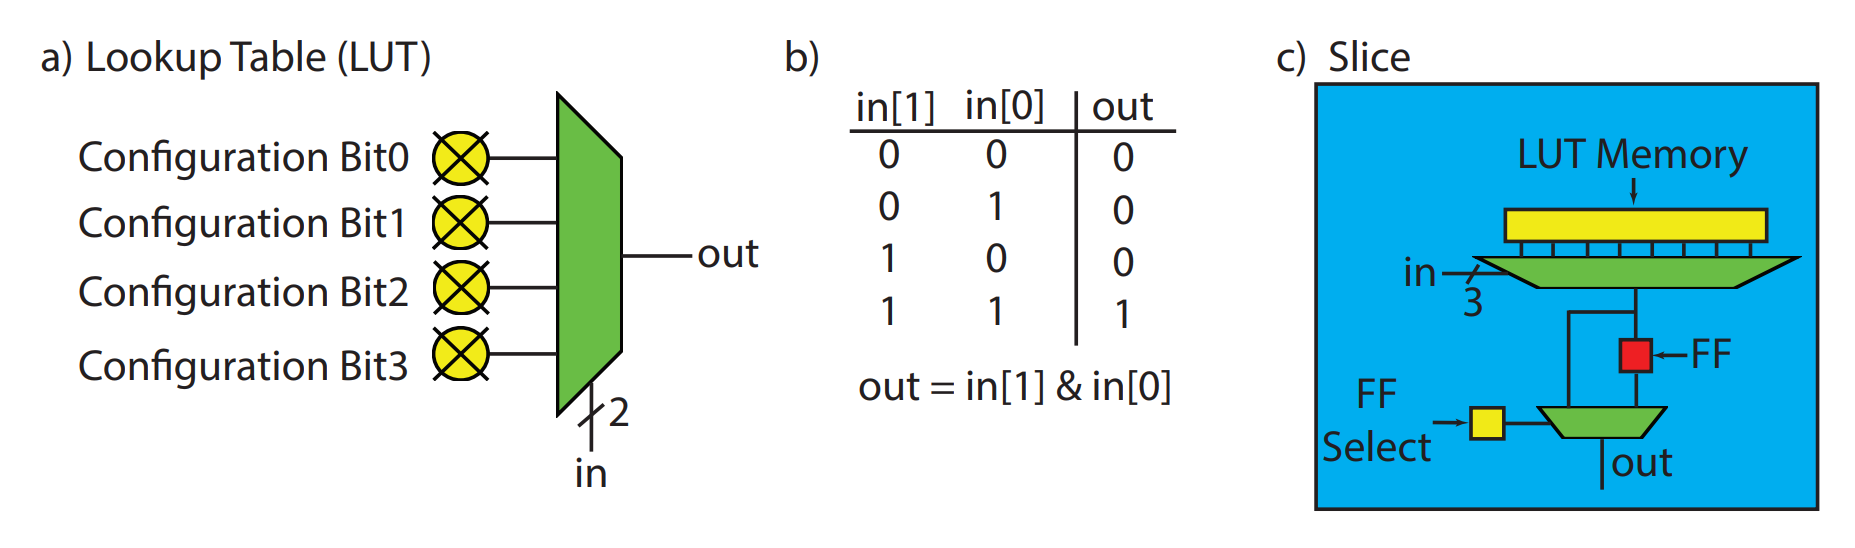 a) Lookup Table (LUT)
Configuration Bit0
Configuration Bit1
Configuration Bit2
Configuration Bit3
out
2
in
b)
in[1] in[0] out
0 0 0
0 1 0
1 0 0
1 1 1
out = in[1] & in[0]
c) Slice
LUT Memory
in
3
FF
FF
Select
out